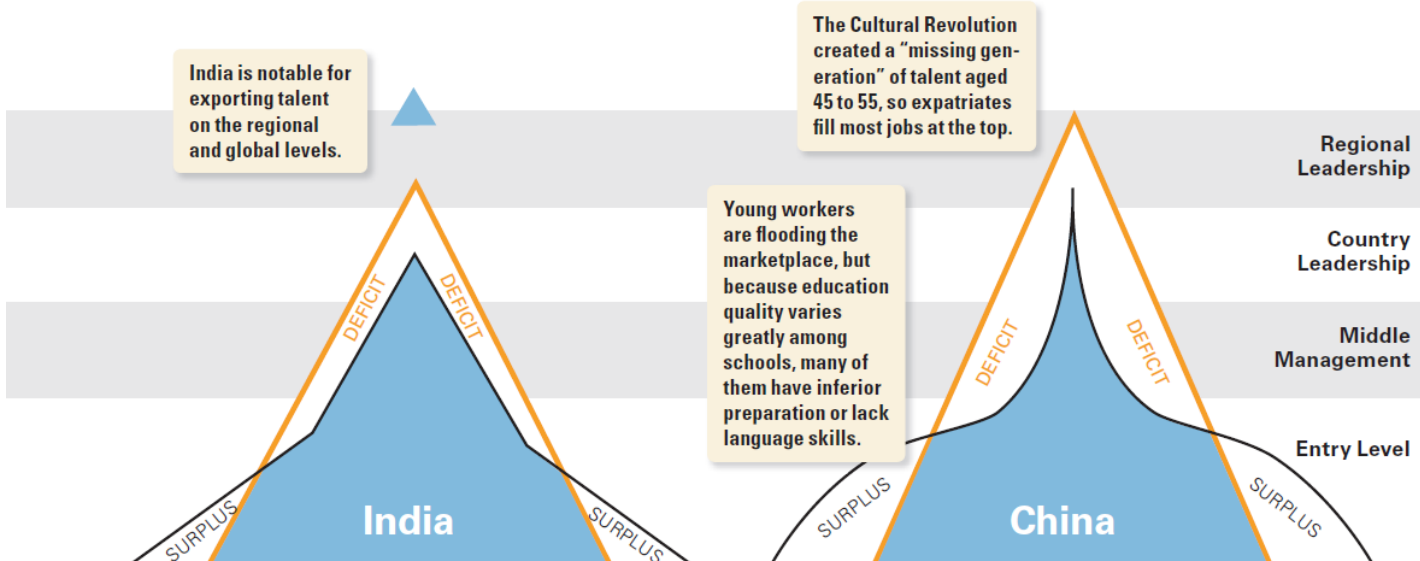 India is notable for
exporting talent
on the regional
and global levels.
The Cultural Revolution
created a “missing gen-
eration” of talent aged
45 to 55, so expatriates
fill most jobs at the top.
Young workers
are flooding the
marketplace, but
because education
quality varies
greatly among
schools, many of
them have inferior
preparation or lack
language skills.
Regional
Leadership
Country
Leadership
Middle
Management
Entry Level
DEFICIT
DEFICIT
SURPLUS
India
SURPLUS
DEFICIT
DEFICIT
SURPLUS
China
SURPLUS